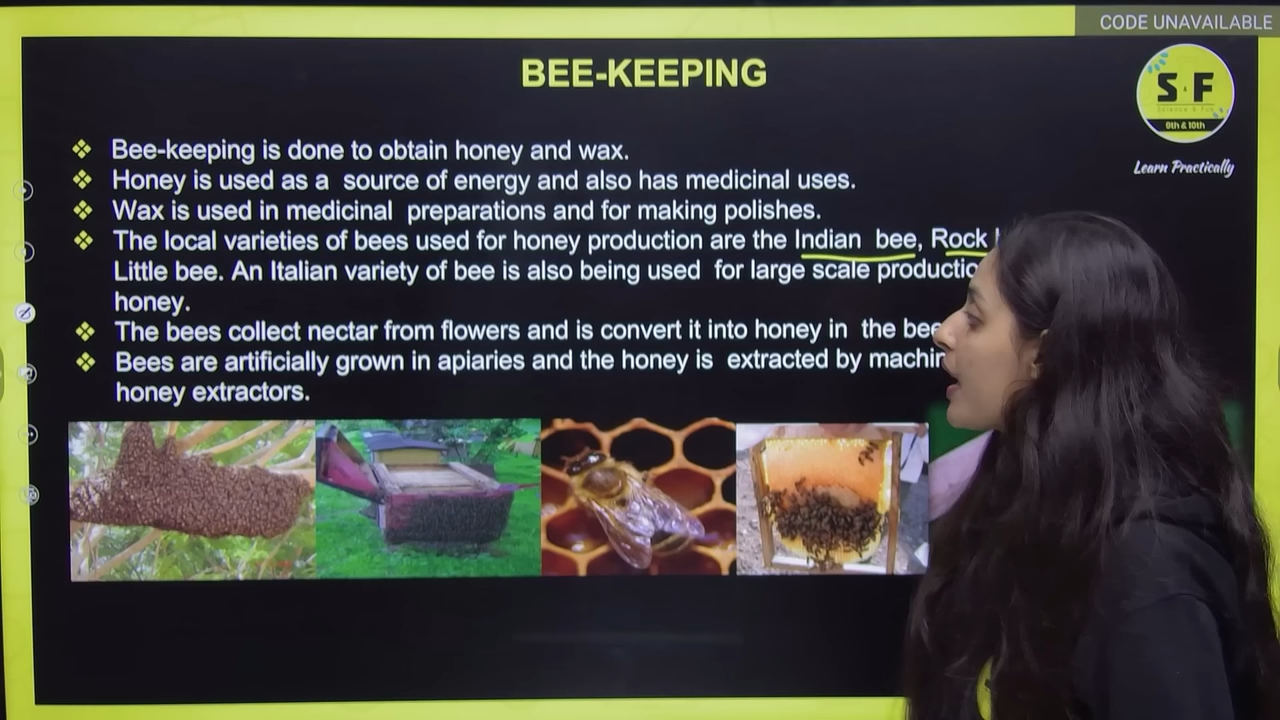 CODE UNAVAILABLE
BEE-KEEPING
S F
Science & Fun
9th & 10th
Learn Practically
Bee-keeping is done to obtain honey and wax.
Honey is used as a source of energy and also has medicinal uses.
Wax is used in medicinal preparations and for making polishes.
The local varieties of bees used for honey production are the Indian bee, Rock
Little bee. An Italian variety of bee is also being used for large scale
honey.
The bees collect nectar from flowers and is convert it into honey in the
Bees are artificially grown in apiaries and the honey is extracted by
honey extractors.